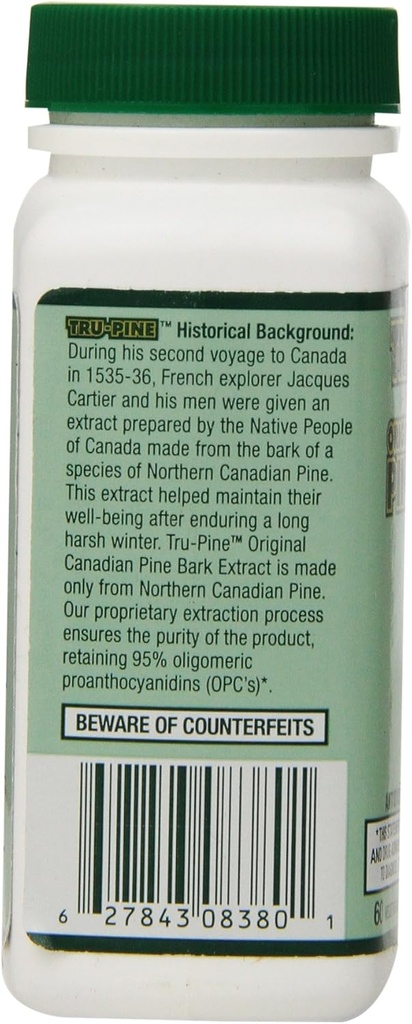 TRU-PINE™ Historical Background:
During his second voyage to Canada
in 1535-36, French explorer Jacques
Cartier and his men were given an
extract prepared by the Native People
of Canada made from the bark of a
species of Northern Canadian Pine.
This extract helped maintain their
well-being after enduring a long
harsh winter. Tru-Pine™ Original
Canadian Pine Bark Extract is made
only from Northern Canadian Pine.
Our proprietary extraction process
ensures the purity of the product,
retaining 95% oligomeric
proanthocyanidins (OPC's)*.
BEWARE OF COUNTERFEITS
6 27843 08380 1